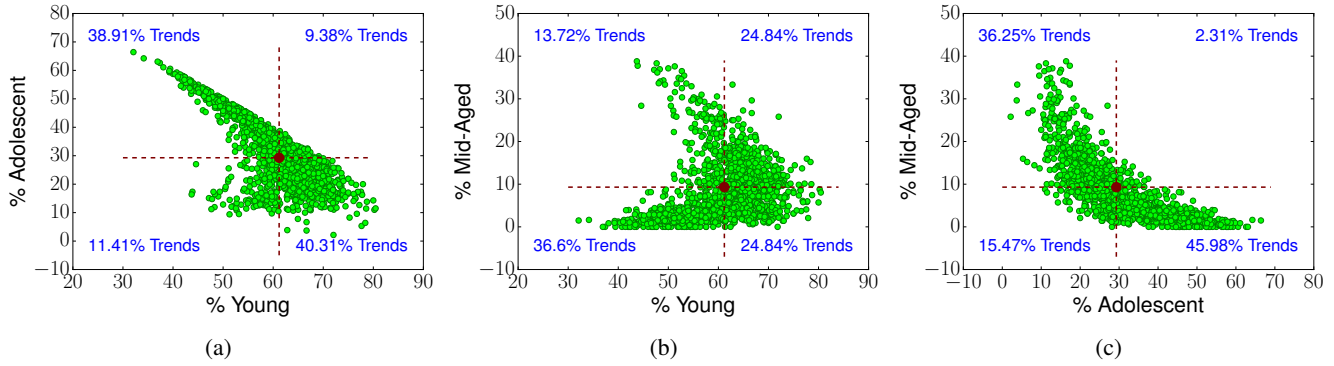 % Adolescent
80
70
60
50
40
30
20
10
0
−10
38.91% Trends
9.38% Trends
11.41% Trends
40.31% Trends
20
30
40
50
60
70
80
90
% Young
(a)
% Mid-Aged
50
40
30
20
10
0
−10
13.72% Trends
24.84% Trends
36.6% Trends
24.84% Trends
20
30
40
50
60
70
80
90
% Young
(b)
% Mid-Aged
50
40
30
20
10
0
−10
36.25% Trends
2.31% Trends
15.47% Trends
45.98% Trends
−10
0
10
20
30
40
50
60
70
80
% Adolescent
(c)